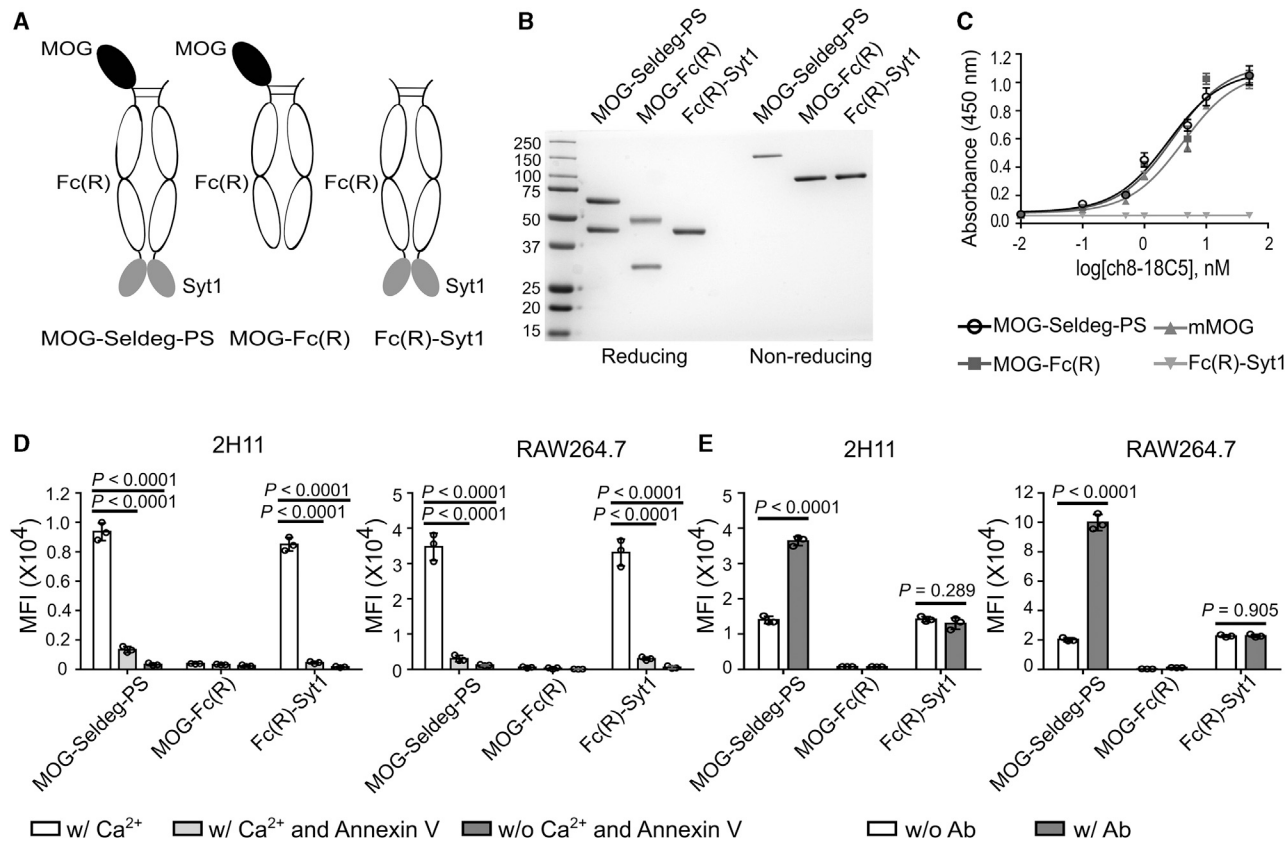 A
MOG
MOG
Fc(R)
Fc(R)
Fc(R)
Syt1
Syt1
MOG-Seldeg-PS
MOG-Fc(R)
Fc(R)-Syt1
B
MOG-Seldeg-PS
MOG-Fc(R)
Fc(R)-Syt1
MOG-Seldeg-PS
MOG-Fc(R)
Fc(R)-Syt1
250
150
100
75
50
37
25
20
15
Reducing
Non-reducing
C
Absorbance (450 nm)
1.2
1.0
0.8
0.6
0.4
0.2
0.0
-2 -1 0 1 2
log[ch8-18C5], nM
MOG-Seldeg-PS
mMOG
MOG-Fc(R)
Fc(R)-Syt1
D
2H11
MFI (X10⁴)
1.2
1.0
0.8
0.6
0.4
0.2
0
P < 0.0001
P < 0.0001
P < 0.0001
P < 0.0001
MOG-Seldeg-PS
MOG-Fc(R)
Fc(R)-Syt1
RAW264.7
MFI (X10⁴)
5
4
3
2
1
0
P < 0.0001
P < 0.0001
P < 0.0001
P < 0.0001
MOG-Seldeg-PS
MOG-Fc(R)
Fc(R)-Syt1
w/ Ca²⁺
w/ Ca²⁺ and Annexin V
w/o Ca²⁺ and Annexin V
E
2H11
MFI (X10⁴)
5
4
3
2
1
0
P < 0.0001
P = 0.289
MOG-Seldeg-PS
MOG-Fc(R)
Fc(R)-Syt1
RAW264.7
MFI (X10⁴)
12
10
8
6
4
2
0
P < 0.0001
P = 0.905
MOG-Seldeg-PS
MOG-Fc(R)
Fc(R)-Syt1
w/o Ab
w/ Ab